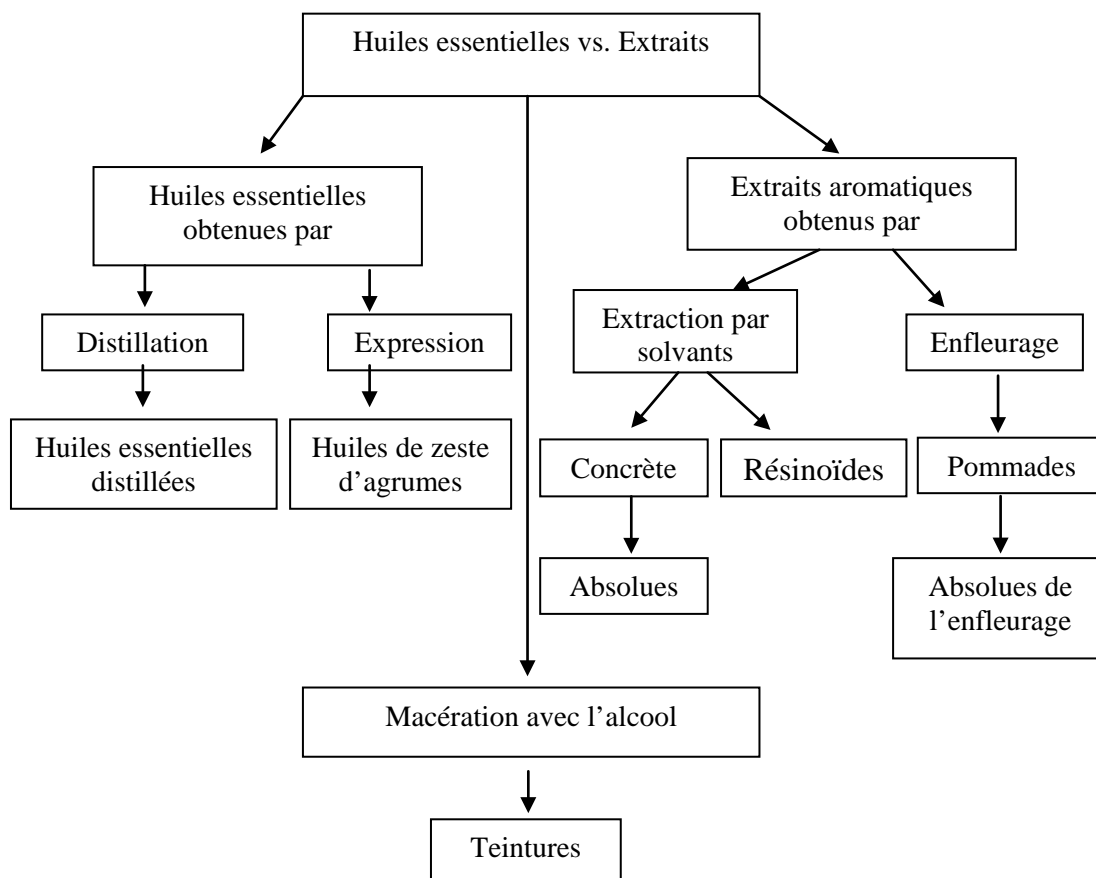 Huiles essentielles vs. Extraits
Huiles essentielles
obtenues par
Extraits aromatiques
obtenus par
Distillation
Expression
Extraction par
solvants
Enfleurage
Huiles essentielles
distillées
Huiles de zeste
d’agrumes
Concrète
Résinoïdes
Pommades
Absolues
Absolues de
l’enfleurage
Macération avec l’alcool
Teintures